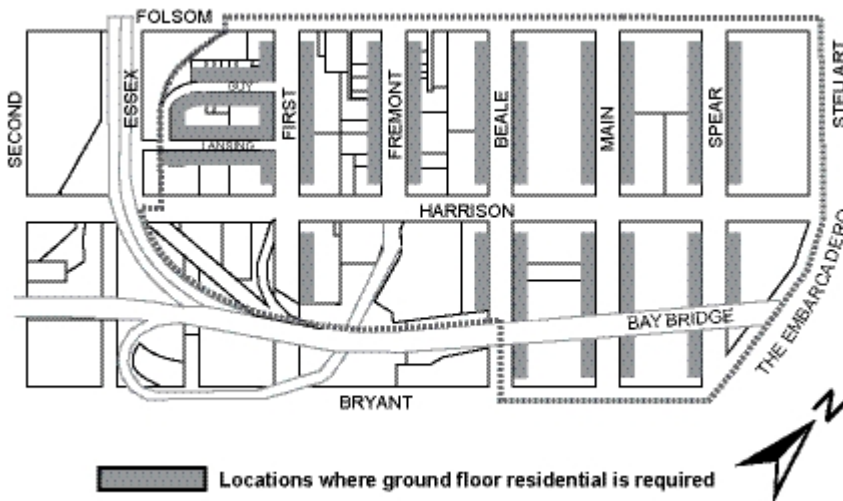 FOLSOM
SECOND
ESSEX
GUY
LANSING
FIRST
FREMONT
BEALE
MAIN
SPEAR
STELLART
HARRISON
BAY BRIDGE
THE EMBARCADERO
BRYANT
N
Locations where ground floor residential is required